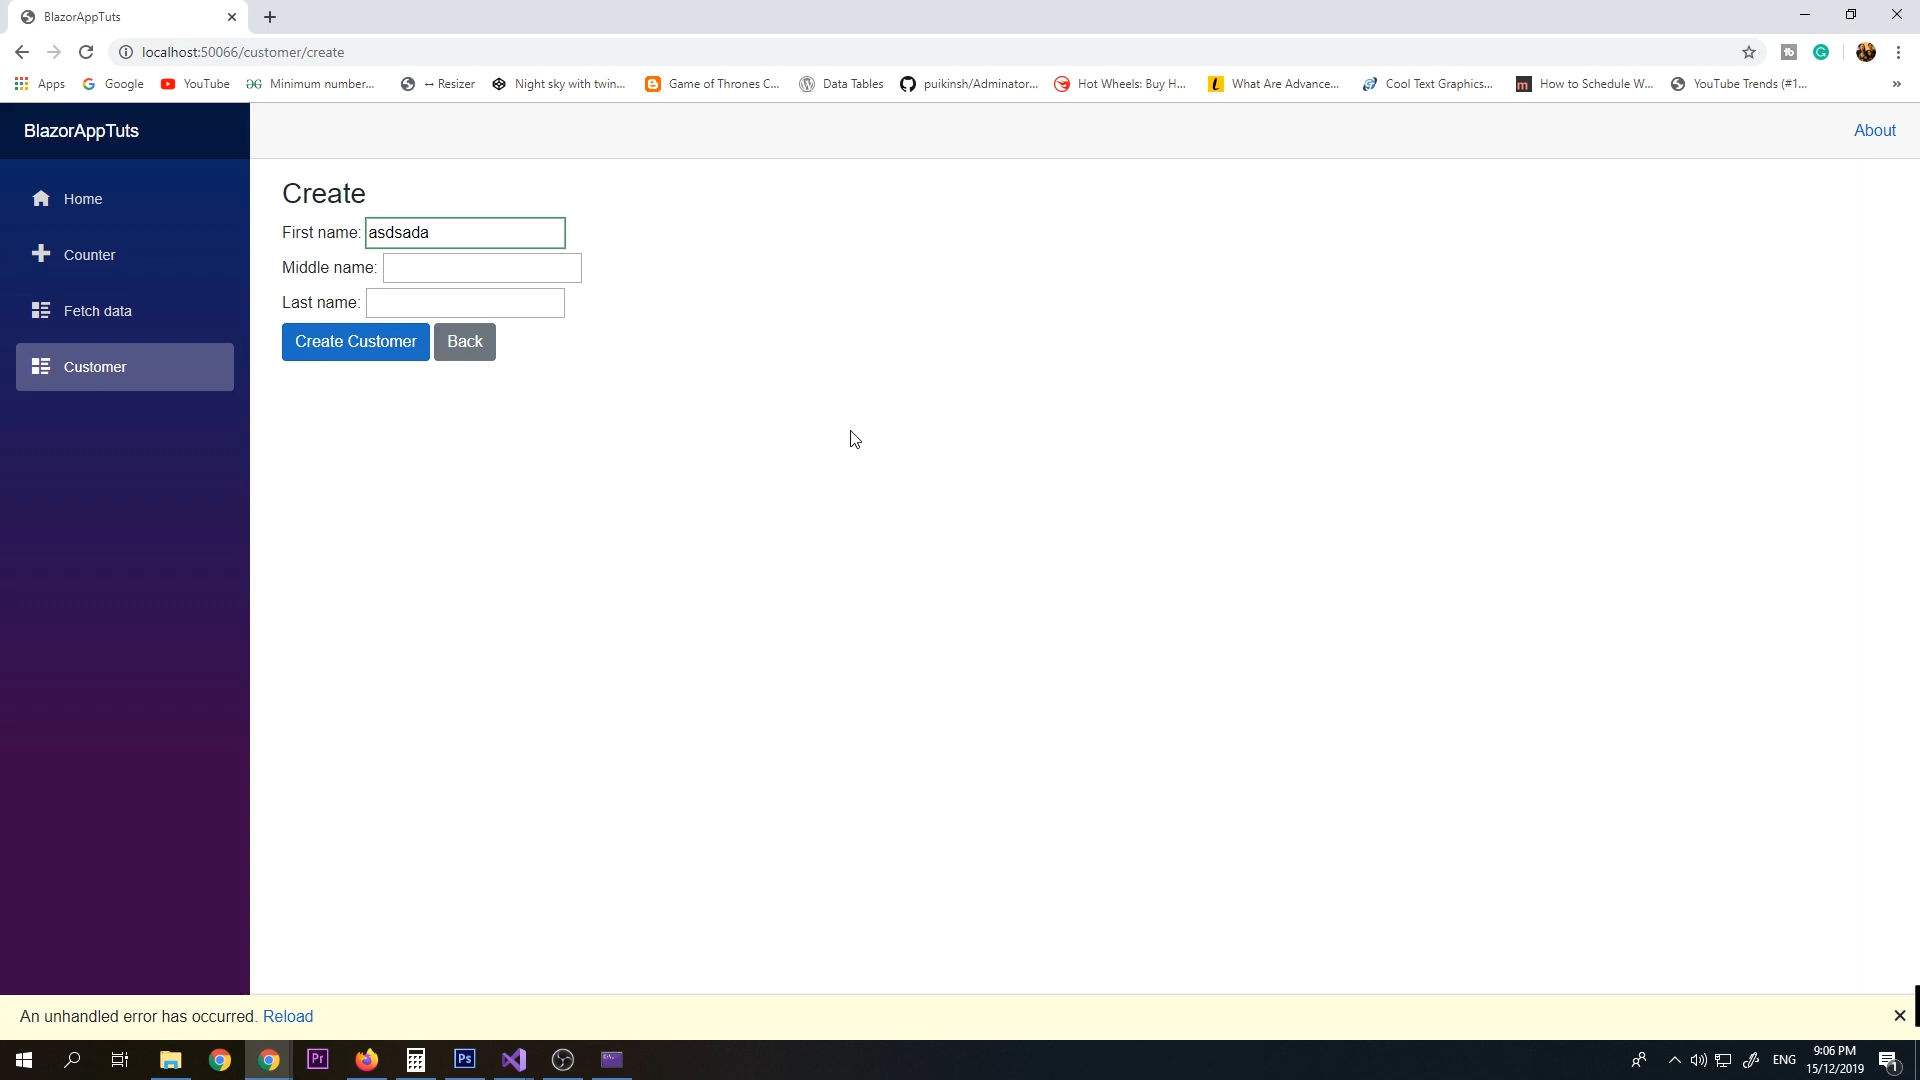 BlazorAppTuts
localhost:50066/customer/create
Apps
Google
YouTube
Minimum number...
↔ Resizer
Night sky with twin...
Game of Thrones C...
Data Tables
puikinsh/Adminator...
Hot Wheels: Buy H...
What Are Advance...
Cool Text Graphics...
How to Schedule W...
YouTube Trends (#1...
»
BlazorAppTuts
About
Home
Counter
Fetch data
Customer
Create
First name: asdsada
Middle name:
Last name:
Create Customer
Back
An unhandled error has occurred. Reload
Pr
Ps
ENG
9:06 PM
15/12/2019
1